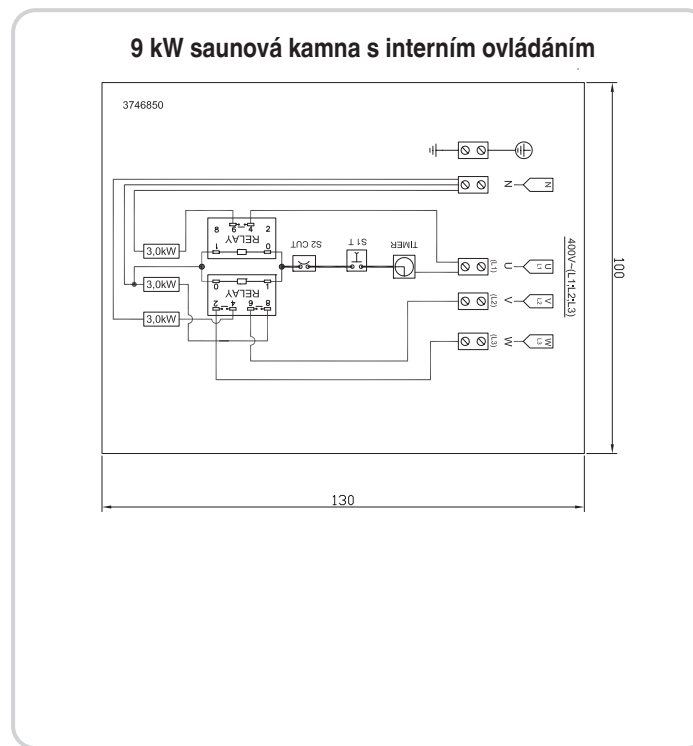 9 kW saunová kamna s interním ovládáním
3746850
N N
8 6 4 2
RELAY
1 0
3,0kW
S2 CUT
S1 T
TIMER
(L1) U U L1
400V~(L1;L2;L3)
100
0 1
RELAY
2 4 6 8
3,0kW
(L2) V V L2
3,0kW
(L3) W W L3
130